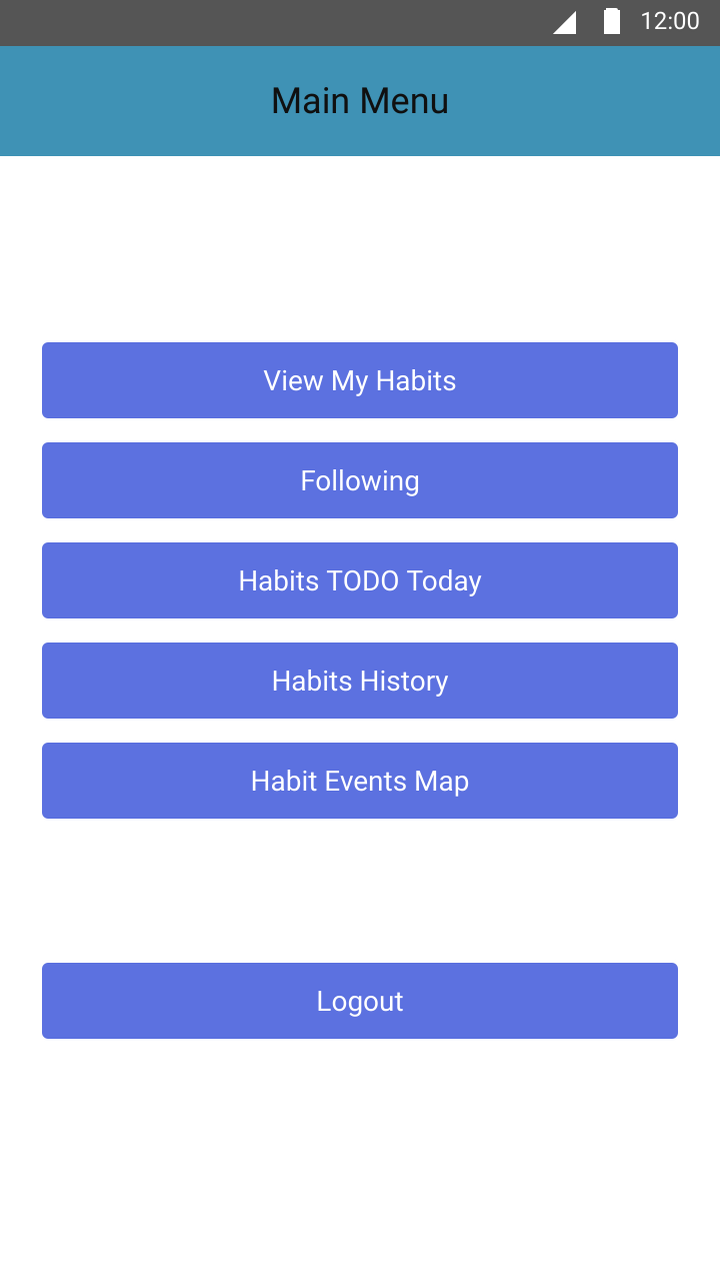 12:00
Main Menu
View My Habits
Following
Habits TODO Today
Habits History
Habit Events Map
Logout